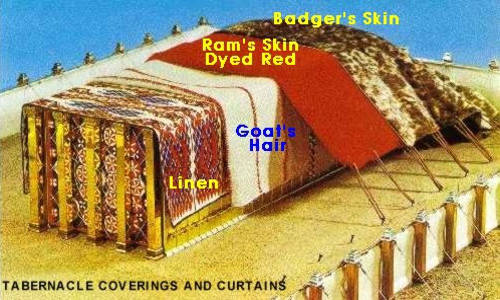 Badger's Skin
Ram's Skin
Dyed Red
Goat's
Hair
Linen
TABERNACLE COVERINGS AND CURTAINS